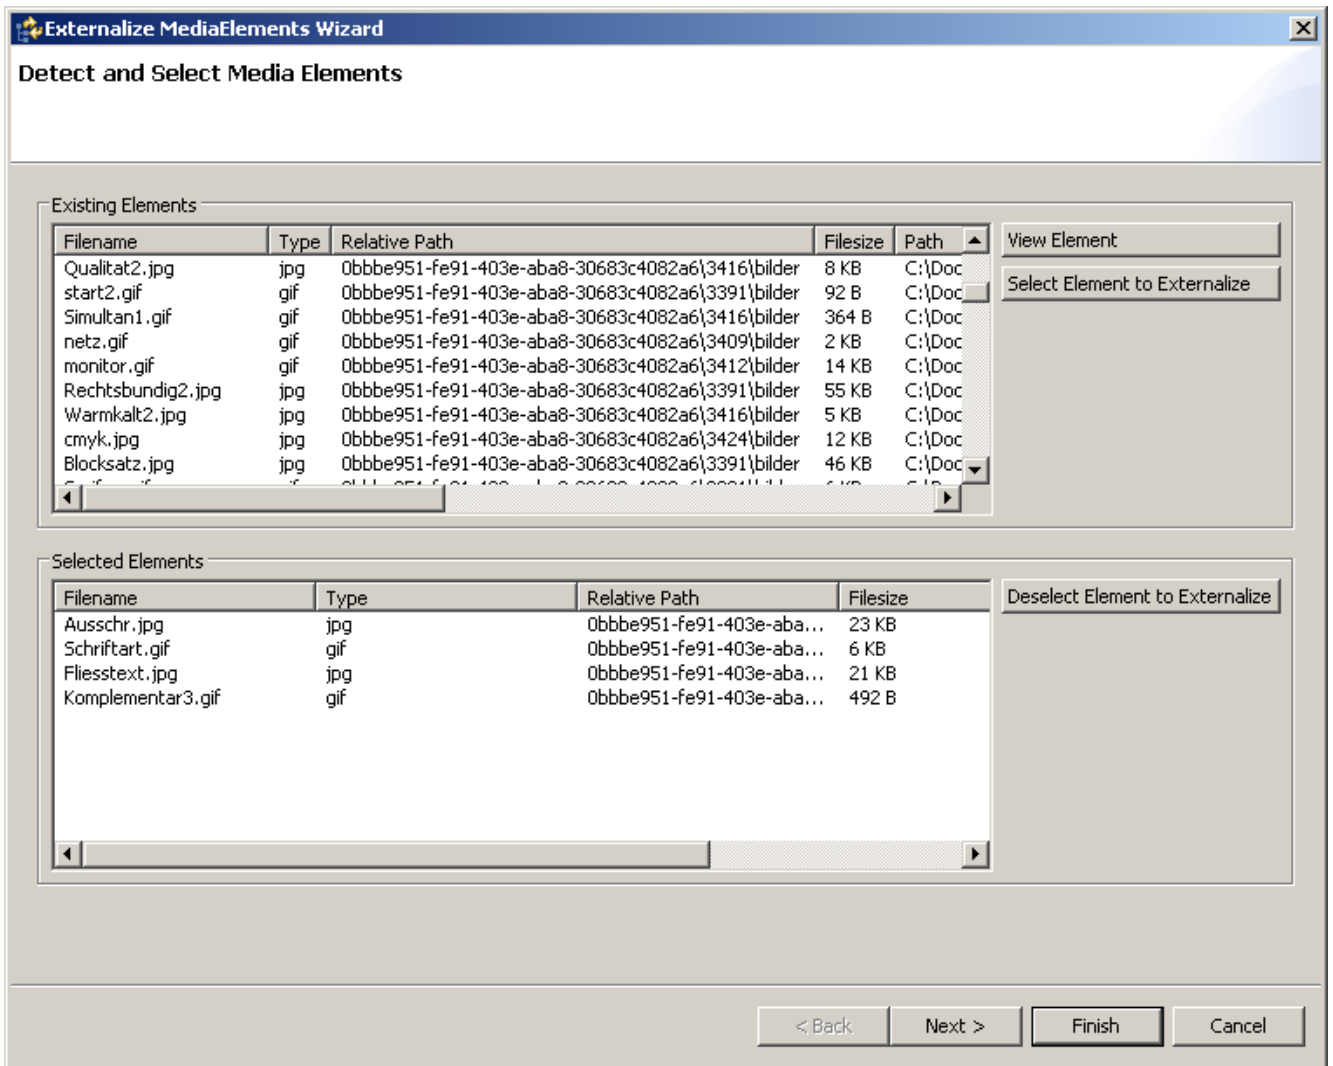 Externalize MediaElements Wizard
Detect and Select Media Elements
Existing Elements
Filename Type Relative Path Filesize Path
View Element
Qualitat2.jpg jpg 0bbbe951-fe91-403e-aba8-30683c4082a6\3416\bilder 8 KB C:\Doc
Select Element to Externalize
start2.gif gif 0bbbe951-fe91-403e-aba8-30683c4082a6\3391\bilder 92 B C:\Doc
Simultan1.gif gif 0bbbe951-fe91-403e-aba8-30683c4082a6\3416\bilder 364 B C:\Doc
netz.gif gif 0bbbe951-fe91-403e-aba8-30683c4082a6\3409\bilder 2 KB C:\Doc
monitor.gif gif 0bbbe951-fe91-403e-aba8-30683c4082a6\3412\bilder 14 KB C:\Doc
Rechtsbundig2.jpg jpg 0bbbe951-fe91-403e-aba8-30683c4082a6\3391\bilder 55 KB C:\Doc
Warmkalt2.jpg jpg 0bbbe951-fe91-403e-aba8-30683c4082a6\3416\bilder 5 KB C:\Doc
cmyk.jpg jpg 0bbbe951-fe91-403e-aba8-30683c4082a6\3424\bilder 12 KB C:\Doc
Blocksatz.jpg jpg 0bbbe951-fe91-403e-aba8-30683c4082a6\3391\bilder 46 KB C:\Doc
Selected Elements
Filename Type Relative Path Filesize
Deselect Element to Externalize
Ausschr.jpg jpg 0bbbe951-fe91-403e-aba... 23 KB
Schriftart.gif gif 0bbbe951-fe91-403e-aba... 6 KB
Fliesstext.jpg jpg 0bbbe951-fe91-403e-aba... 21 KB
Komplementar3.gif gif 0bbbe951-fe91-403e-aba... 492 B
< Back Next > Finish Cancel